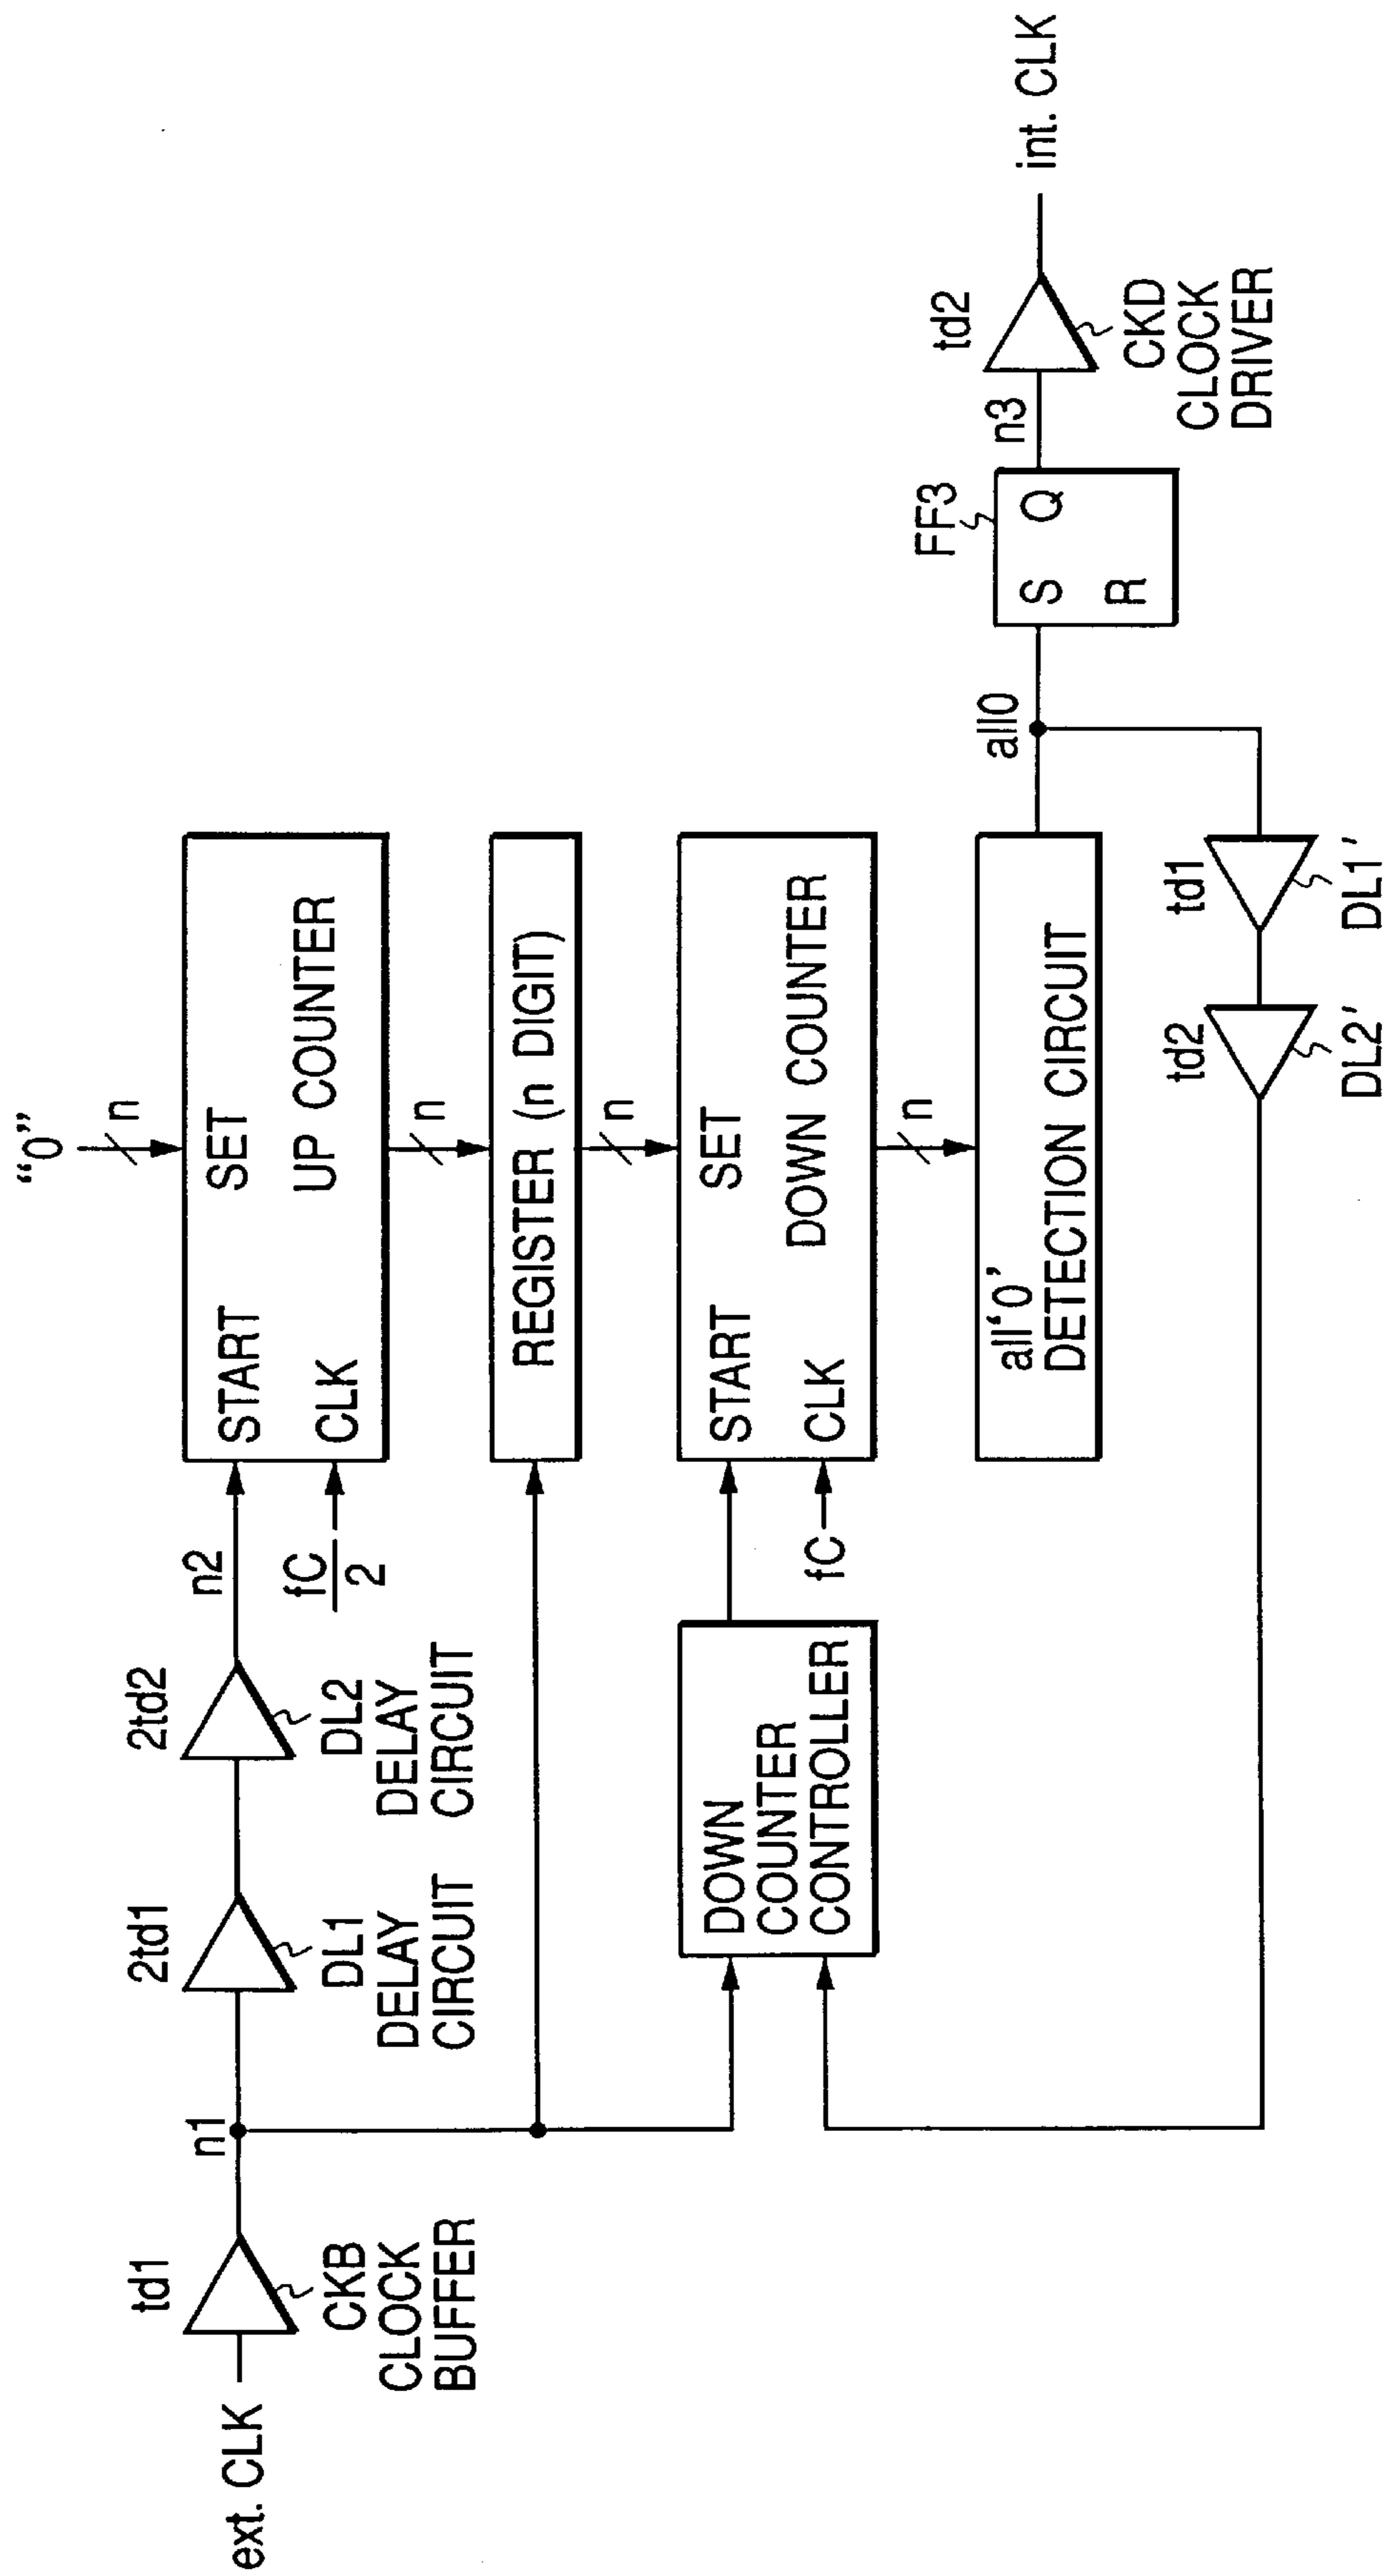 ext. CLK
td1
CKB
CLOCK
BUFFER
n1
2td1
DL1
DELAY
CIRCUIT
2td2
DL2
DELAY
CIRCUIT
n2
fC
2
"0"
n
START
SET
CLK
UP COUNTER
n
REGISTER (n DIGIT)
n
DOWN
COUNTER
CONTROLLER
fC
START
SET
CLK
DOWN COUNTER
n
all'0'
DETECTION CIRCUIT
all0
td1
DL1'
td2
DL2'
FF3
S
Q
R
n3
td2
CKD
CLOCK
DRIVER
int. CLK